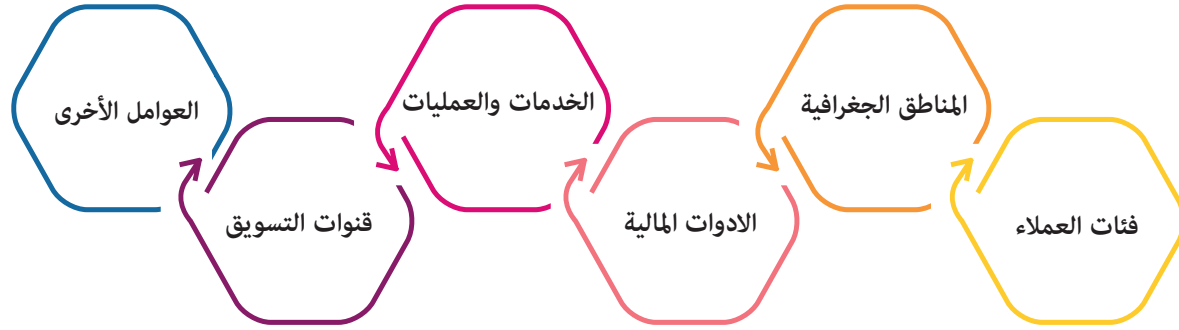 فئات العملاء
المناطق الجغرافية
الادوات المالية
الخدمات والعمليات
قنوات التسويق
العوامل الأخرى